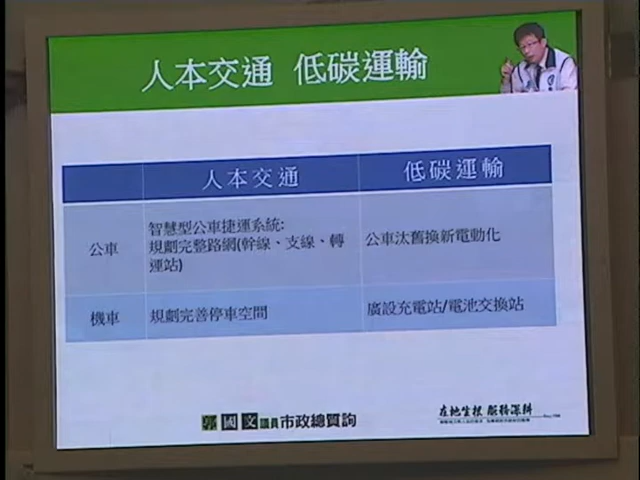 人本交通 低碳運輸
人本交通 低碳運輸
公車 智慧型公車捷運系統: 規劃完整路網(幹線、支線、轉運站) 公車汰舊換新電動化
機車 規劃完善停車空間 廣設充電站/電池交換站
郭國文議員市政總質詢
在地生根 服務深耕